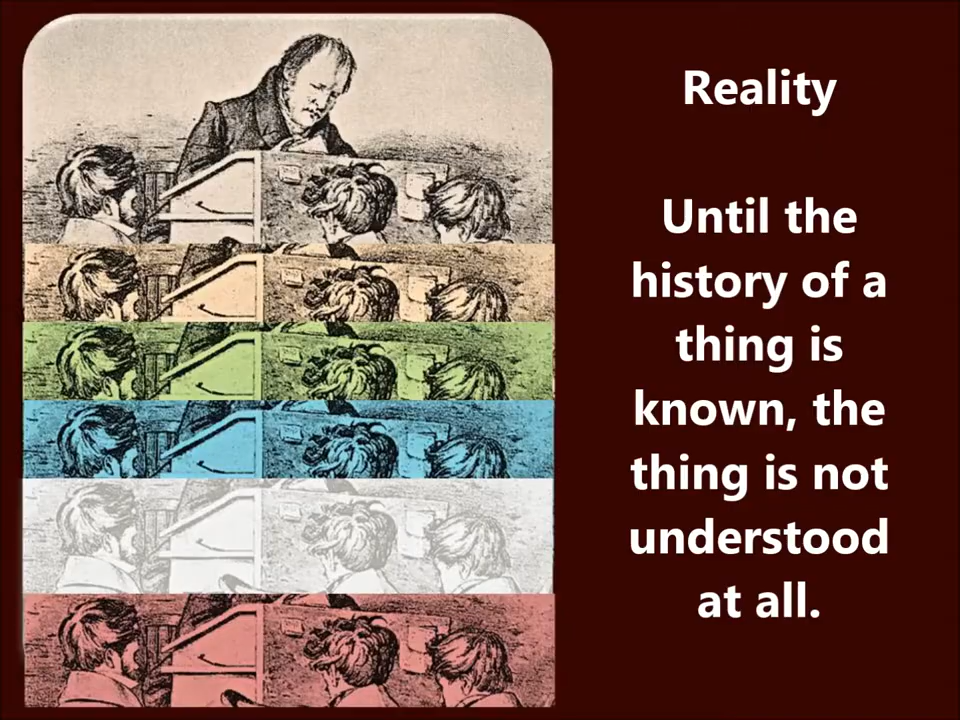 Reality
Until the
history of a
thing is
known, the
thing is not
understood
at all.